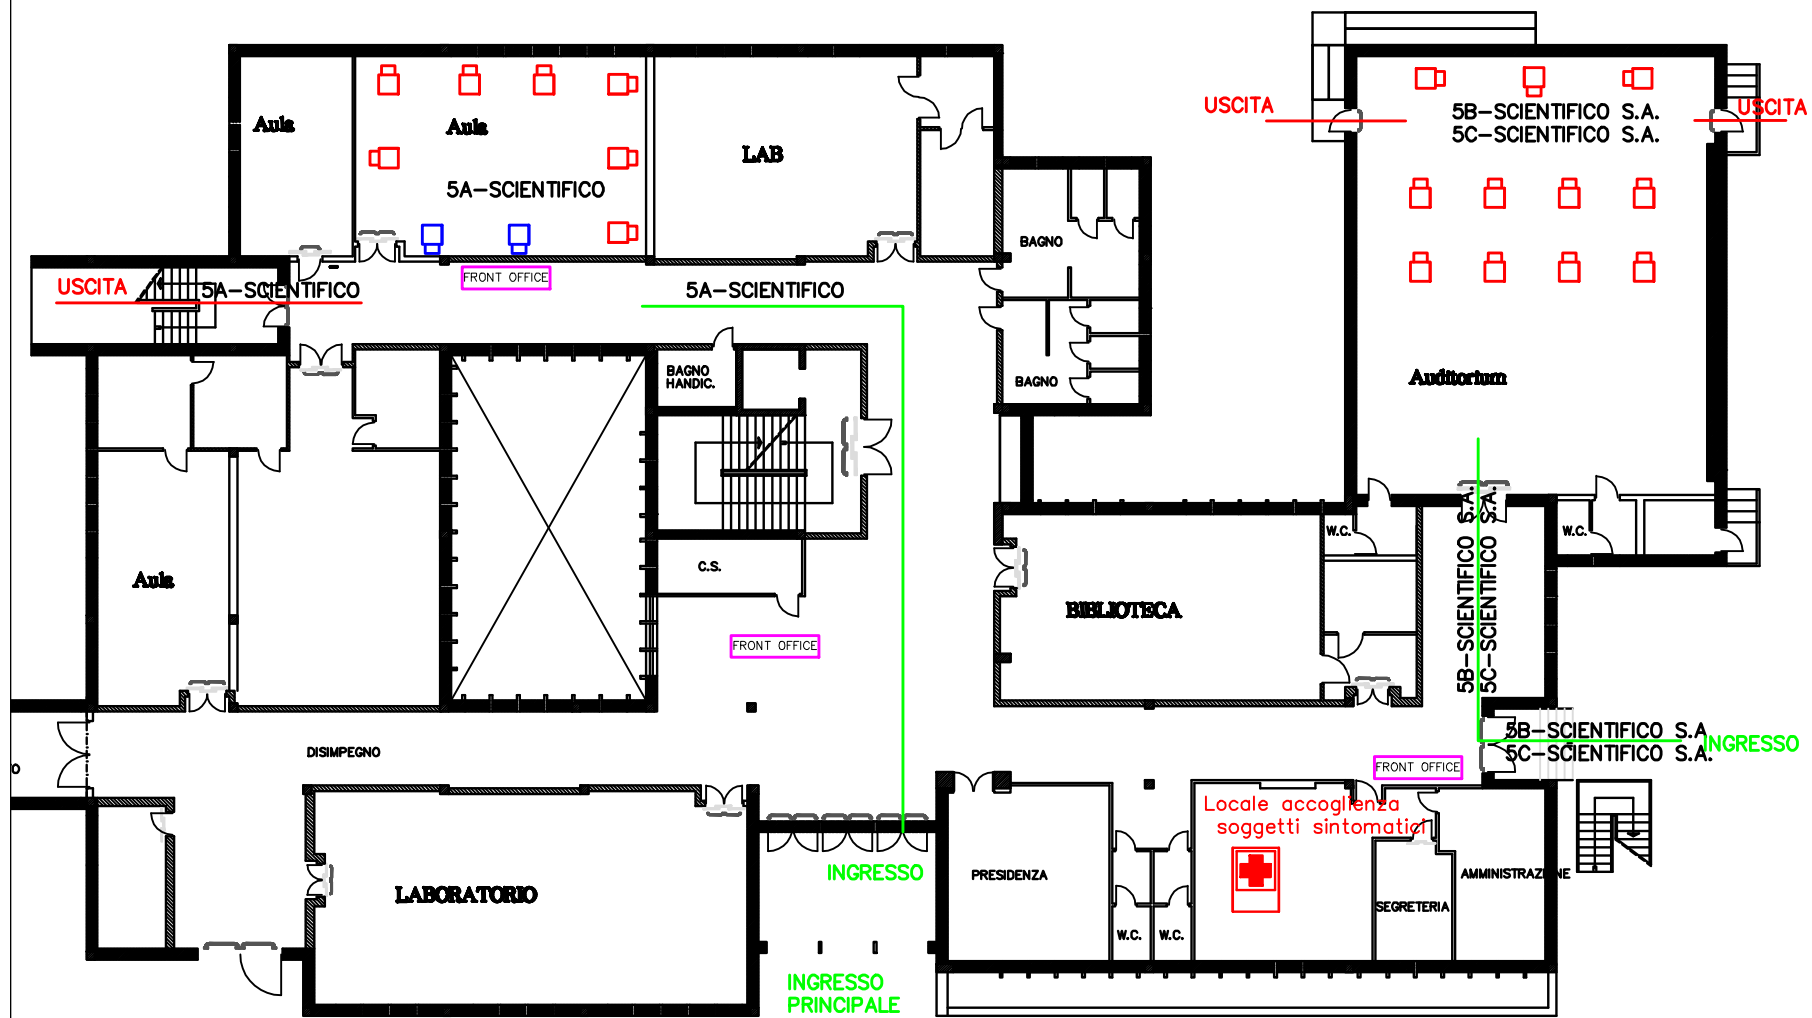 USCITA
5B-SCIENTIFICO S.A.
5C-SCIENTIFICO S.A.
USCITA
Aula
Aula
LAB
5A-SCIENTIFICO
BAGNO
FRONT OFFICE
USCITA
5A-SCIENTIFICO
5A-SCIENTIFICO
BAGNO
HANDIC.
BAGNO
Auditorium
W.C.
W.C.
5B-SCIENTIFICO S.A.
5C-SCIENTIFICO S.A.
C.S.
Aula
BIBLIOTECA
FRONT OFFICE
DISIMPEGNO
5B-SCIENTIFICO S.A.
5C-SCIENTIFICO S.A.
INGRESSO
FRONT OFFICE
O
Locale accoglienza
soggetti sintomatici
INGRESSO
PRESIDENZA
AMMINISTRAZIONE
LABORATORIO
SEGRETERIA
W.C.
W.C.
INGRESSO
PRINCIPALE